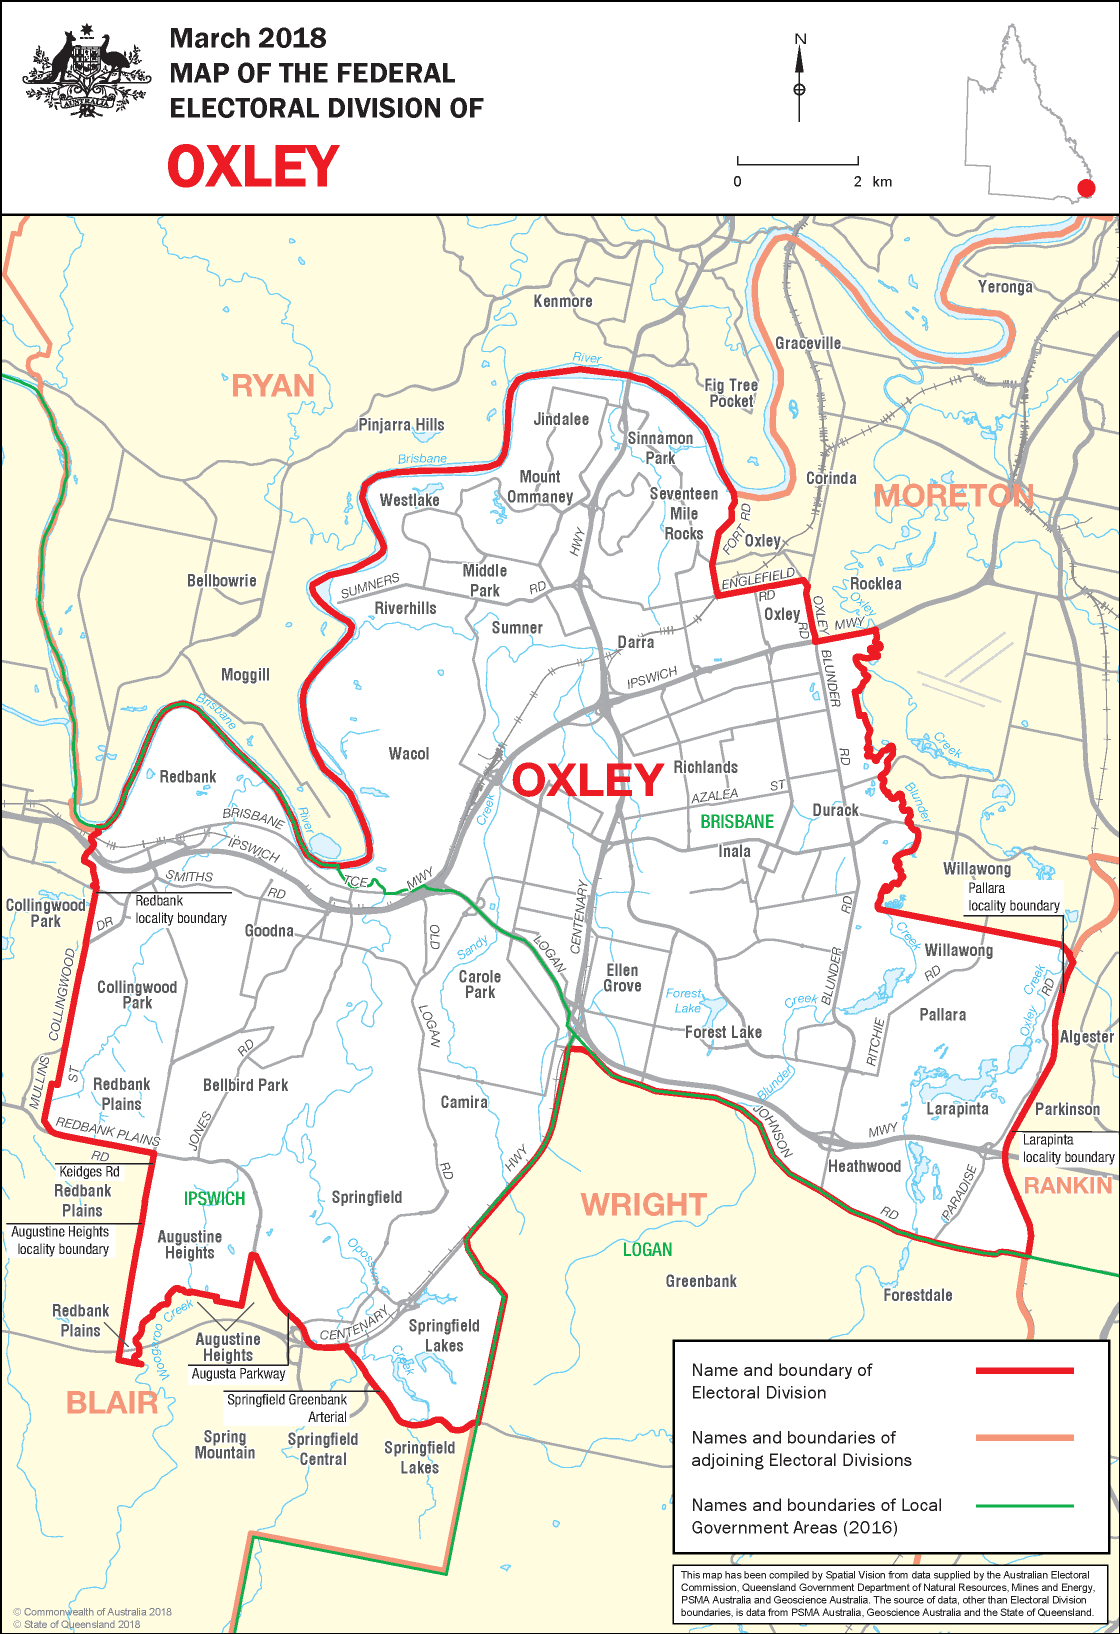 March 2018
MAP OF THE FEDERAL
ELECTORAL DIVISION OF
OXLEY
AUSTRALIA
N
0 2 km
Yeronga
Kenmore
Graceville
River
RYAN
Fig Tree
Pocket
Pinjarra Hills
Jindalee
Sinnamon
Park
Brisbane
Mount
Ommaney
Corinda
MORETON
Westlake
Seventeen
Mile
Rocks
HWY
FORT RD
Oxley
Bellbowrie
SUMNERS
Middle
Park
RD
ENGLEFIELD
RD
Rocklea
Riverhills
Oxley
OXLEY
RD
Oxley
MWY
Sumner
Darra
Moggill
IPSWICH
BLUNDER
Brisbane
Wacol
Creek
Redbank
OXLEY
Richlands
RD
AZALEA ST
Blunder
Creek
BRISBANE
River
BRISBANE
Durack
IPSWICH
Inala
Willawong
SMITHS
RD
TCE
MWY
Pallara
locality boundary
Collingwood
Park
Redbank
locality boundary
CENTENARY
RD
DR
Goodna
OLD
Sandy
LOGAN
Creek
Willawong
COLLINGWOOD
Carole
Park
Ellen
Grove
BLUNDER
RD
Creek
RD
Collingwood
Park
Forest
Lake
Creek
Pallara
Oxley
LOGAN
Forest Lake
RITCHIE
Algester
RD
MULLINS
ST
Redbank
Plains
Bellbird Park
Camira
Blunder
Larapinta
Parkinson
JONES
REDBANK PLAINS
RD
JOHNSON
MWY
Larapinta
locality boundary
Keidges Rd
HWY
RD
Heathwood
Redbank
Plains
IPSWICH
Springfield
WRIGHT
PARADISE
RANKIN
RD
Augustine Heights
locality boundary
Augustine
Heights
Opossum
LOGAN
Greenbank
Forestdale
Redbank
Plains
Woogaroo Creek
CENTENARY
Springfield
Lakes
Augustine
Heights
Augusta Parkway
Creek
BLAIR
Springfield Greenbank
Arterial
Spring
Mountain
Springfield
Central
Springfield
Lakes
Name and boundary of
Electoral Division
Names and boundaries of
adjoining Electoral Divisions
Names and boundaries of Local
Government Areas (2016)
This map has been compiled by Spatial Vision from data supplied by the Australian Electoral
Commission, Queensland Government Department of Natural Resources, Mines and Energy,
PSMA Australia and Geoscience Australia. The source of data, other than Electoral Division
boundaries, is data from PSMA Australia, Geoscience Australia and the State of Queensland.
© Commonwealth of Australia 2018
© State of Queensland 2018